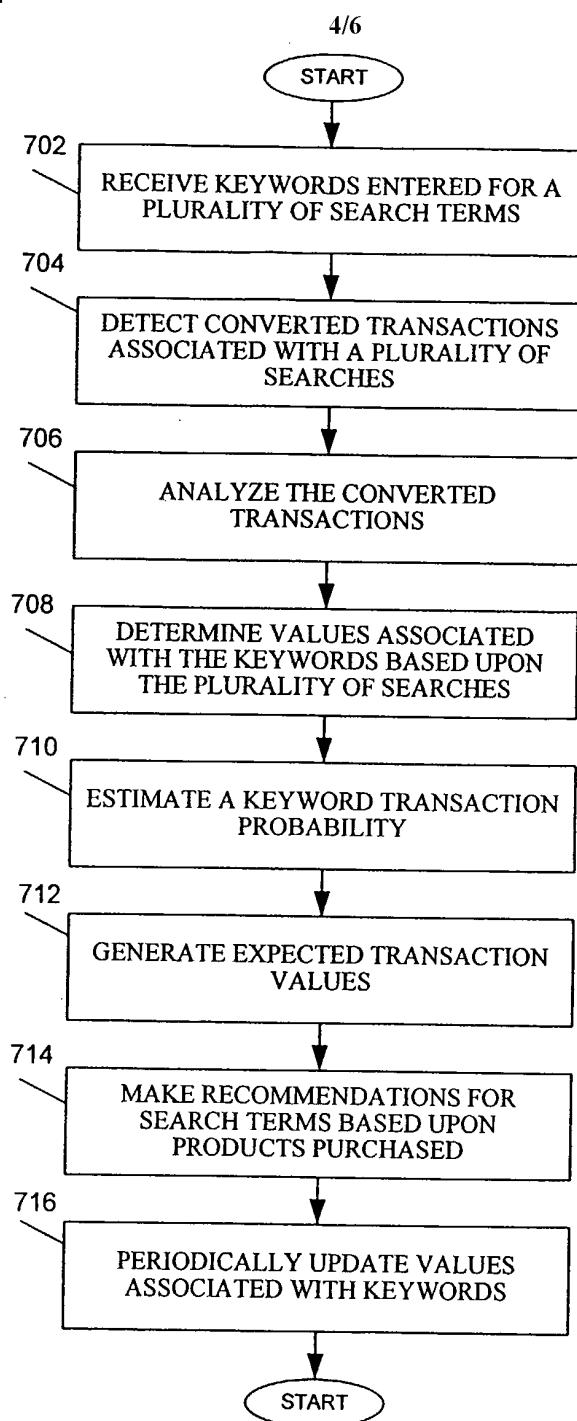 4/6
START
702
RECEIVE KEYWORDS ENTERED FOR A
PLURALITY OF SEARCH TERMS
704
DETECT CONVERTED TRANSACTIONS
ASSOCIATED WITH A PLURALITY OF
SEARCHES
706
ANALYZE THE CONVERTED
TRANSACTIONS
708
DETERMINE VALUES ASSOCIATED
WITH THE KEYWORDS BASED UPON
THE PLURALITY OF SEARCHES
710
ESTIMATE A KEYWORD TRANSACTION
PROBABILITY
712
GENERATE EXPECTED TRANSACTION
VALUES
714
MAKE RECOMMENDATIONS FOR
SEARCH TERMS BASED UPON
PRODUCTS PURCHASED
716
PERIODICALLY UPDATE VALUES
ASSOCIATED WITH KEYWORDS
START